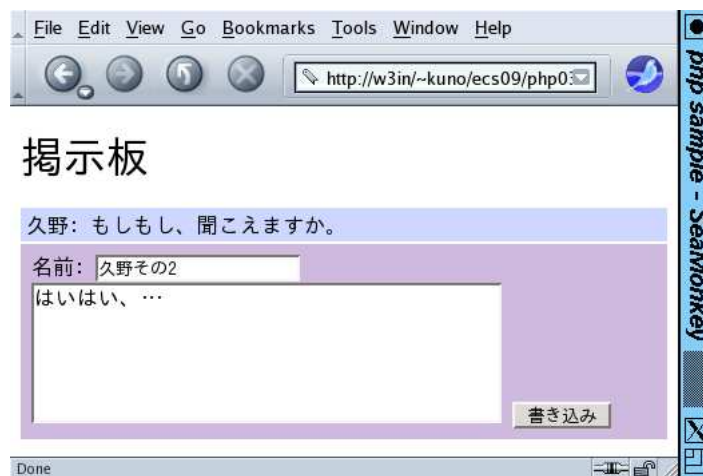 File Edit View Go Bookmarks Tools Window Help
http://w3in/~kuno/ecs09/php03
掲示板
久野: もしもし、聞こえますか。
名前: 久野その2
はいはい、…
書き込み
Done
php sample - SeaMonkey